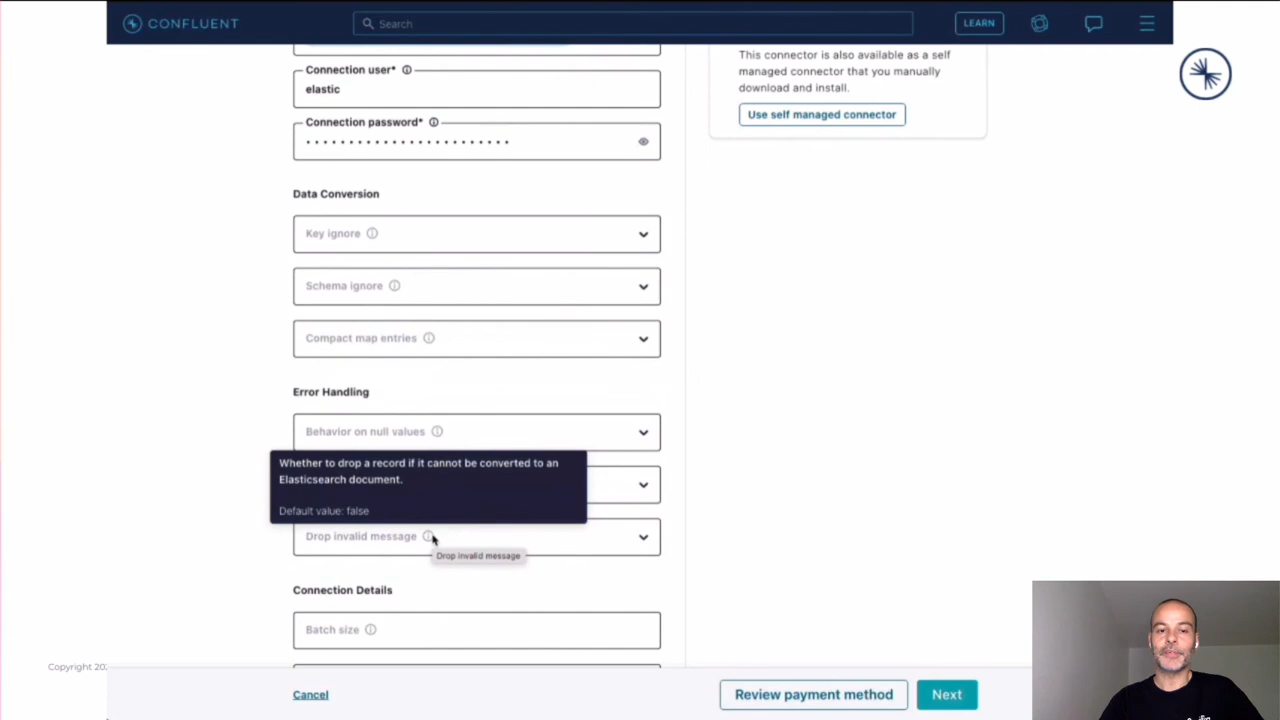 CONFLUENT
Search
LEARN
This connector is also available as a self
managed connector that you manually
download and install.
Use self managed connector
Connection user*
elastic
Connection password*
Data Conversion
Key ignore
Schema ignore
Compact map entries
Error Handling
Behavior on null values
Whether to drop a record if it cannot be converted to an
Elasticsearch document.
Default value: false
Drop invalid message
Drop invalid message
Connection Details
Batch size
Copyright 20
Cancel
Review payment method
Next